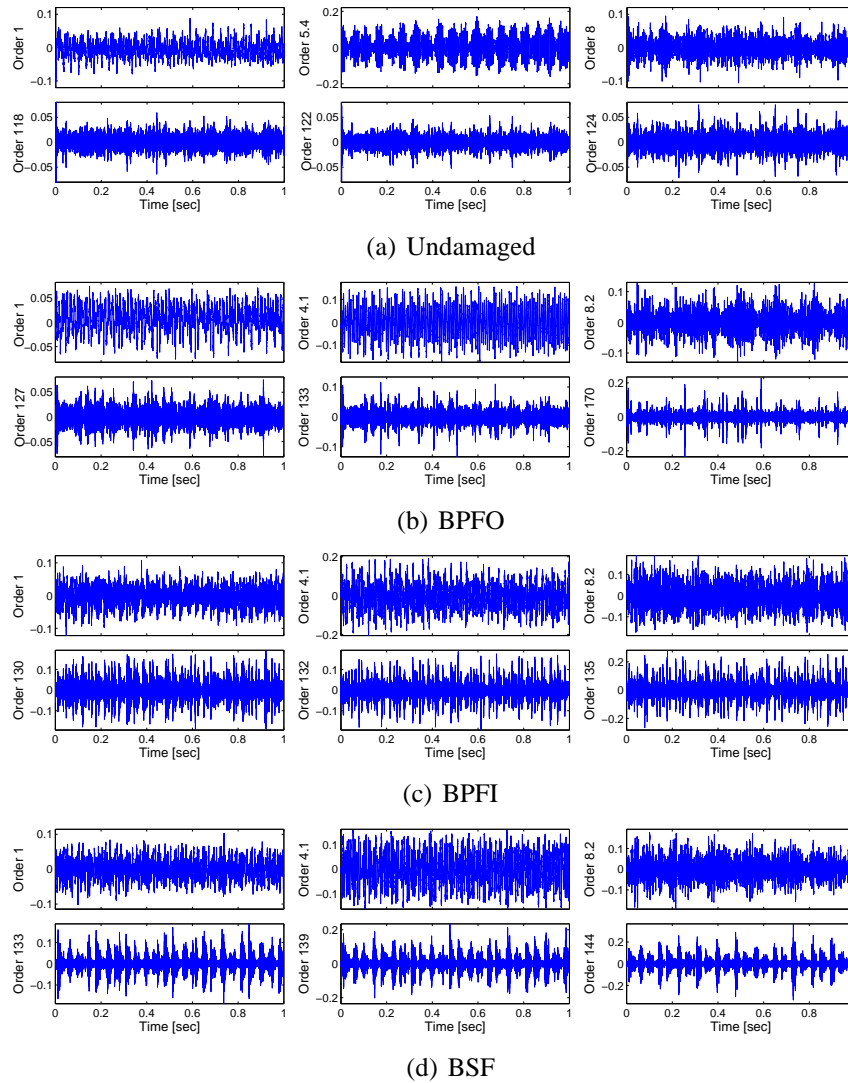 Order 1
0.1
0
−0.1
Order 5.4
0.2
0
−0.2
Order 8
0.1
0
−0.1
Order 118
0.05
0
−0.05
0 0.2 0.4 0.6 0.8 1
Time [sec]
Order 122
0.05
0
−0.05
0 0.2 0.4 0.6 0.8 1
Time [sec]
Order 124
0.05
0
−0.05
0 0.2 0.4 0.6 0.8
Time [sec]
(a) Undamaged
Order 1
0.05
0
−0.05
Order 4.1
0.1
0
−0.1
Order 8.2
0.1
0
−0.1
Order 127
0.05
0
−0.05
0 0.2 0.4 0.6 0.8 1
Time [sec]
Order 133
0.1
0
−0.1
0 0.2 0.4 0.6 0.8 1
Time [sec]
Order 170
0.2
0
−0.2
0 0.2 0.4 0.6 0.8
Time [sec]
(b) BPFO
Order 1
0.1
0
−0.1
Order 4.1
0.2
0
−0.2
Order 8.2
0.1
0
−0.1
Order 130
0.1
0
−0.1
0 0.2 0.4 0.6 0.8 1
Time [sec]
Order 132
0.1
0
−0.1
0 0.2 0.4 0.6 0.8 1
Time [sec]
Order 135
0.2
0
−0.2
0 0.2 0.4 0.6 0.8
Time [sec]
(c) BPFI
Order 1
0.1
0
−0.1
Order 4.1
0.1
0
−0.1
Order 8.2
0.1
0
−0.1
Order 133
0.1
0
−0.1
0 0.2 0.4 0.6 0.8 1
Time [sec]
Order 139
0.2
0
−0.2
0 0.2 0.4 0.6 0.8 1
Time [sec]
Order 144
0.2
0
−0.2
0 0.2 0.4 0.6 0.8
Time [sec]
(d) BSF